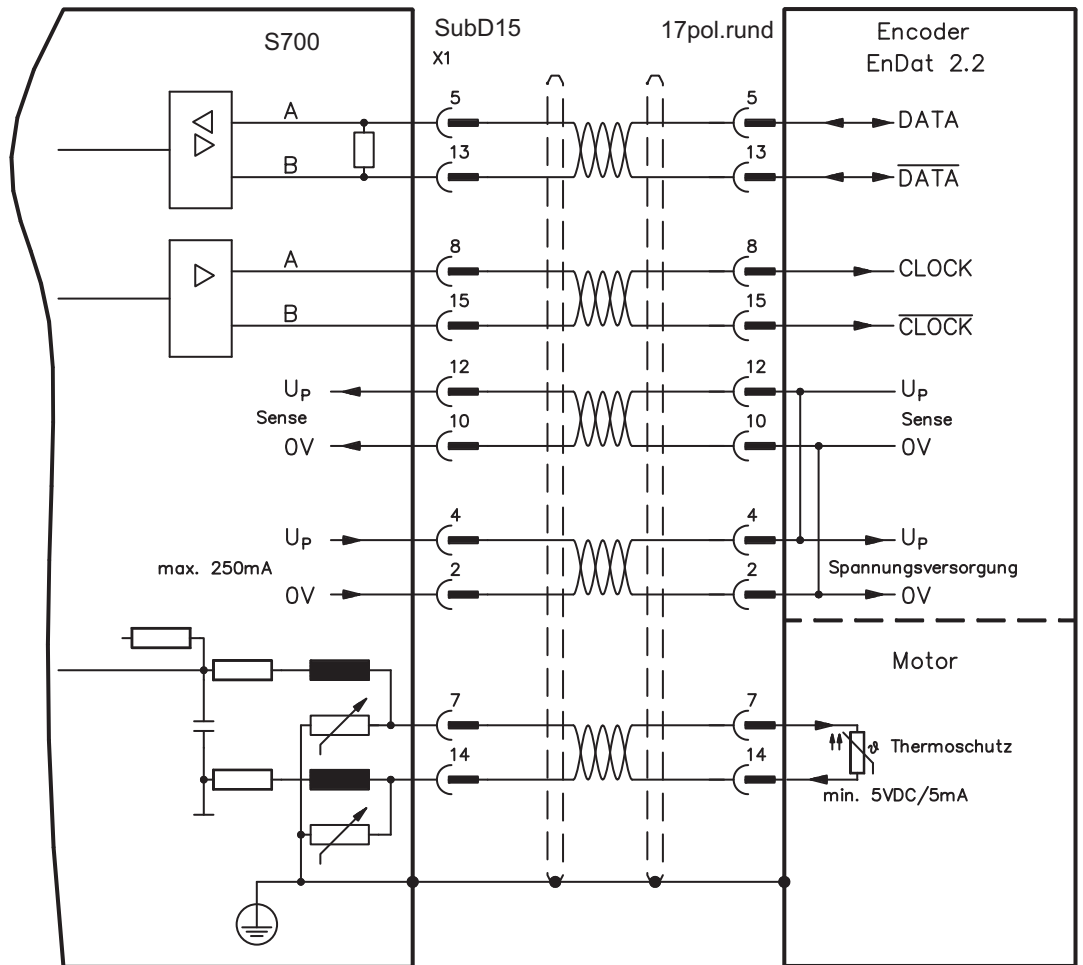 S700
SubD15
X1
17pol.rund
Encoder
EnDat 2.2
A
5
5
DATA
B
13
13
DATA
A
8
8
CLOCK
B
15
15
CLOCK
UP
12
12
UP
Sense
Sense
0V
10
10
0V
UP
4
4
UP
max. 250mA
Spannungsversorgung
0V
2
2
0V
Motor
7
7
ϑ Thermoschutz
14
14
min. 5VDC/5mA